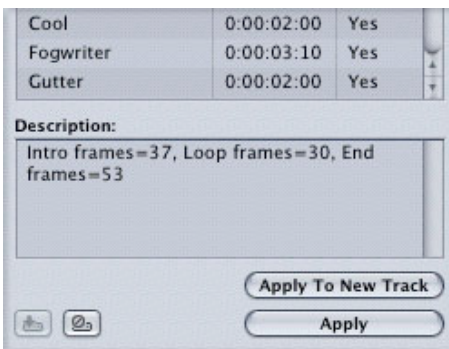 Cool 0:00:02:00 Yes
Fogwriter 0:00:03:10 Yes
Gutter 0:00:02:00 Yes
Description:
Intro frames=37, Loop frames=30, End
frames=53
Apply To New Track
Apply